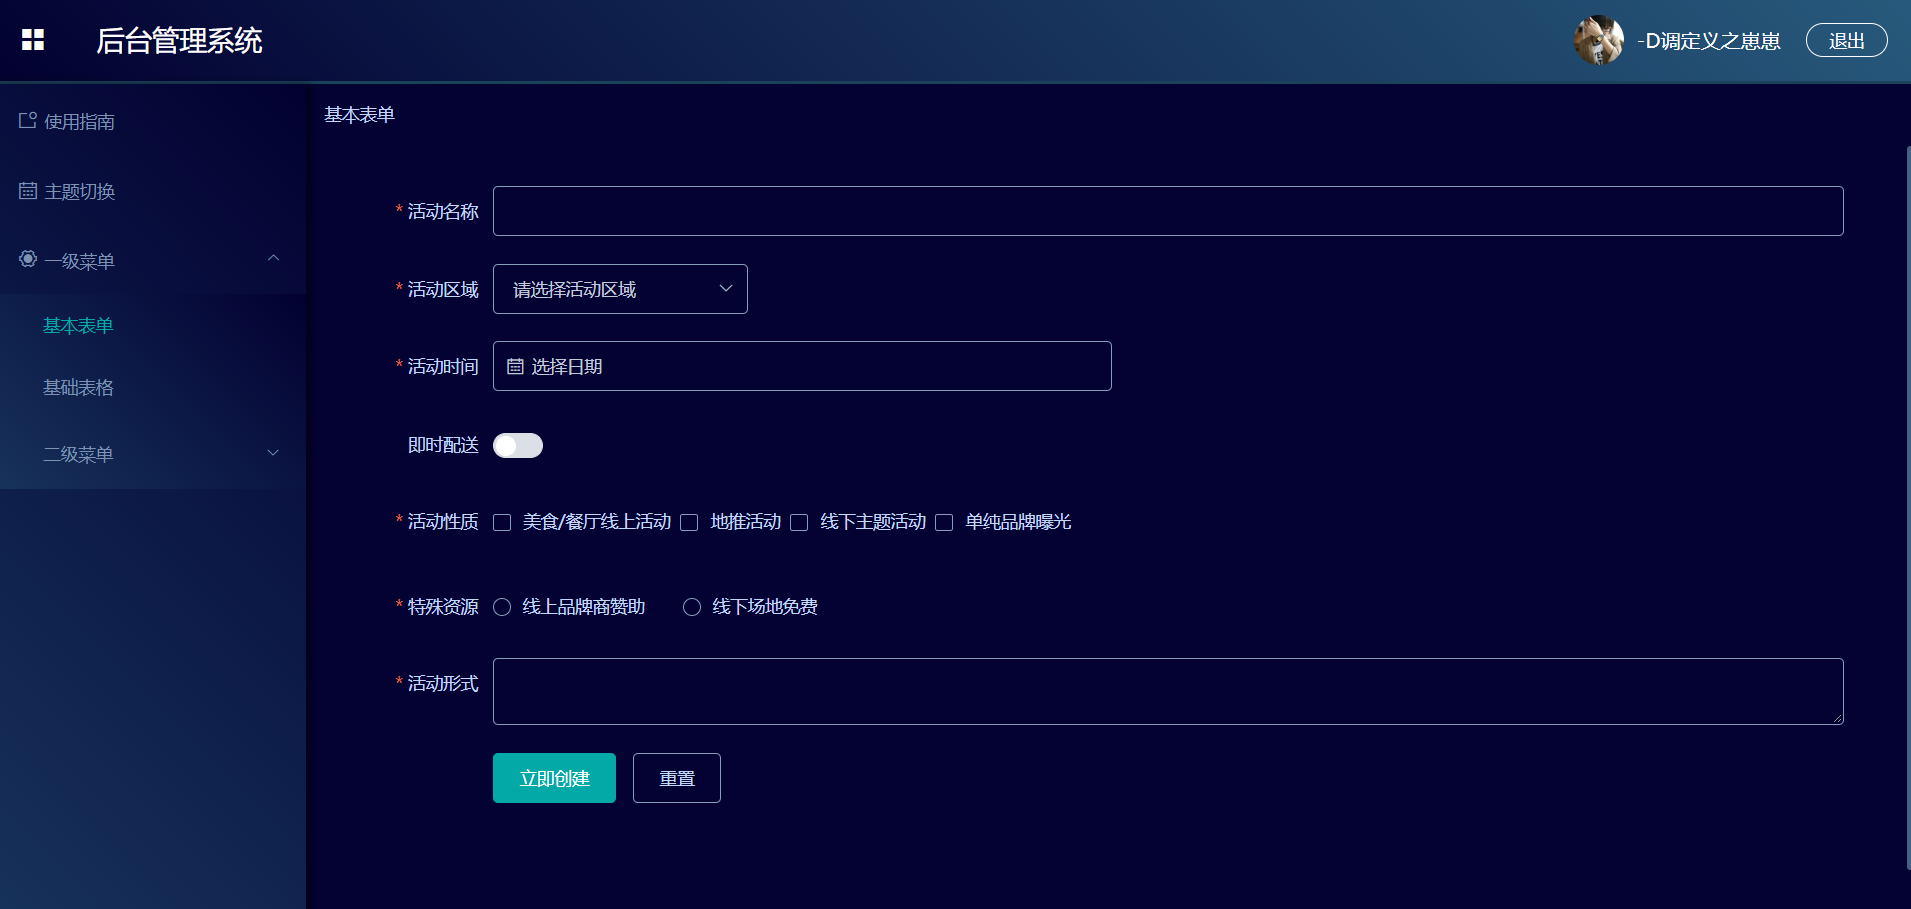 后台管理系统
-D调定义之崽崽
退出
使用指南
主题切换
一级菜单
基本表单
基础表格
二级菜单
基本表单
* 活动名称
* 活动区域 请选择活动区域
* 活动时间 选择日期
即时配送
* 活动性质 美食/餐厅线上活动 地推活动 线下主题活动 单纯品牌曝光
* 特殊资源 线上品牌商赞助 线下场地免费
* 活动形式
立即创建 重置